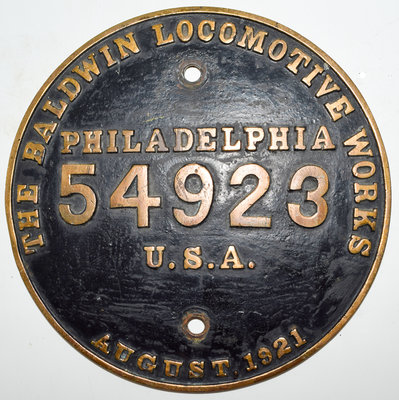 THE BALDWIN LOCOMOTIVE WORKS
PHILADELPHIA
54923
U.S.A.
AUGUST, 1921